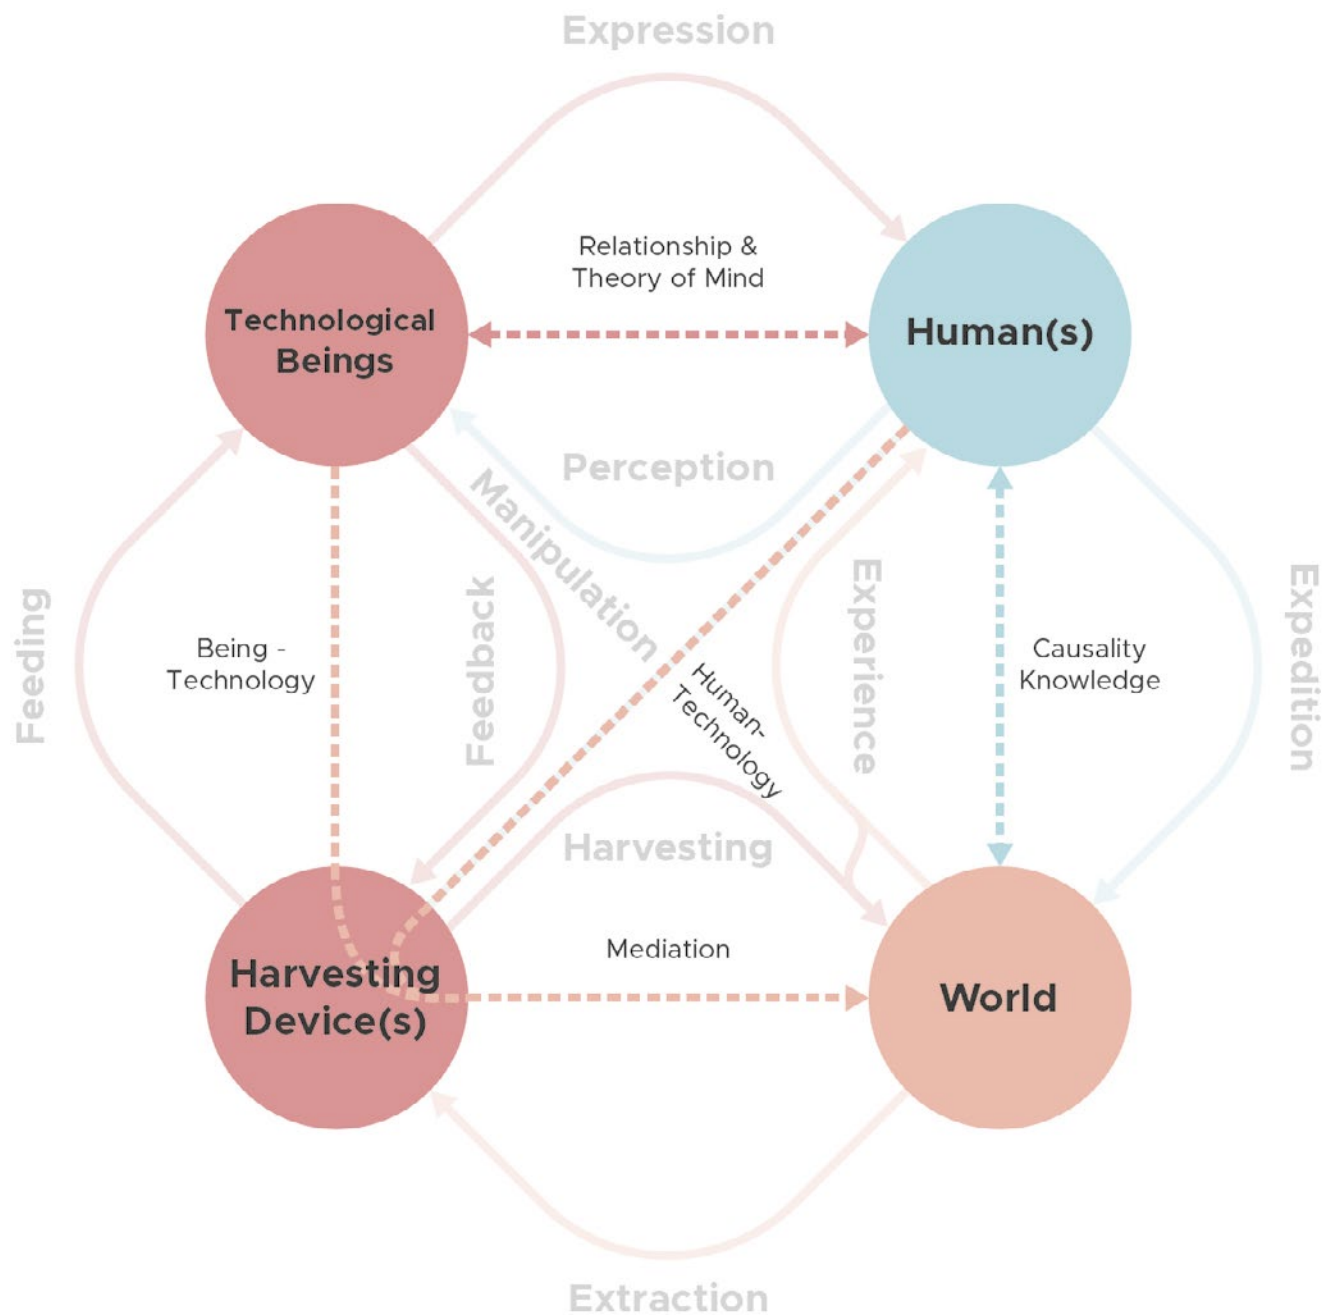 Expression
Relationship &
Theory of Mind
Technological
Beings
Human(s)
Perception
Manipulation
Feeding
Being -
Technology
Feedback
Human-
Technology
Experience
Causality
Knowledge
Expedition
Harvesting
Mediation
Harvesting
Device(s)
World
Extraction